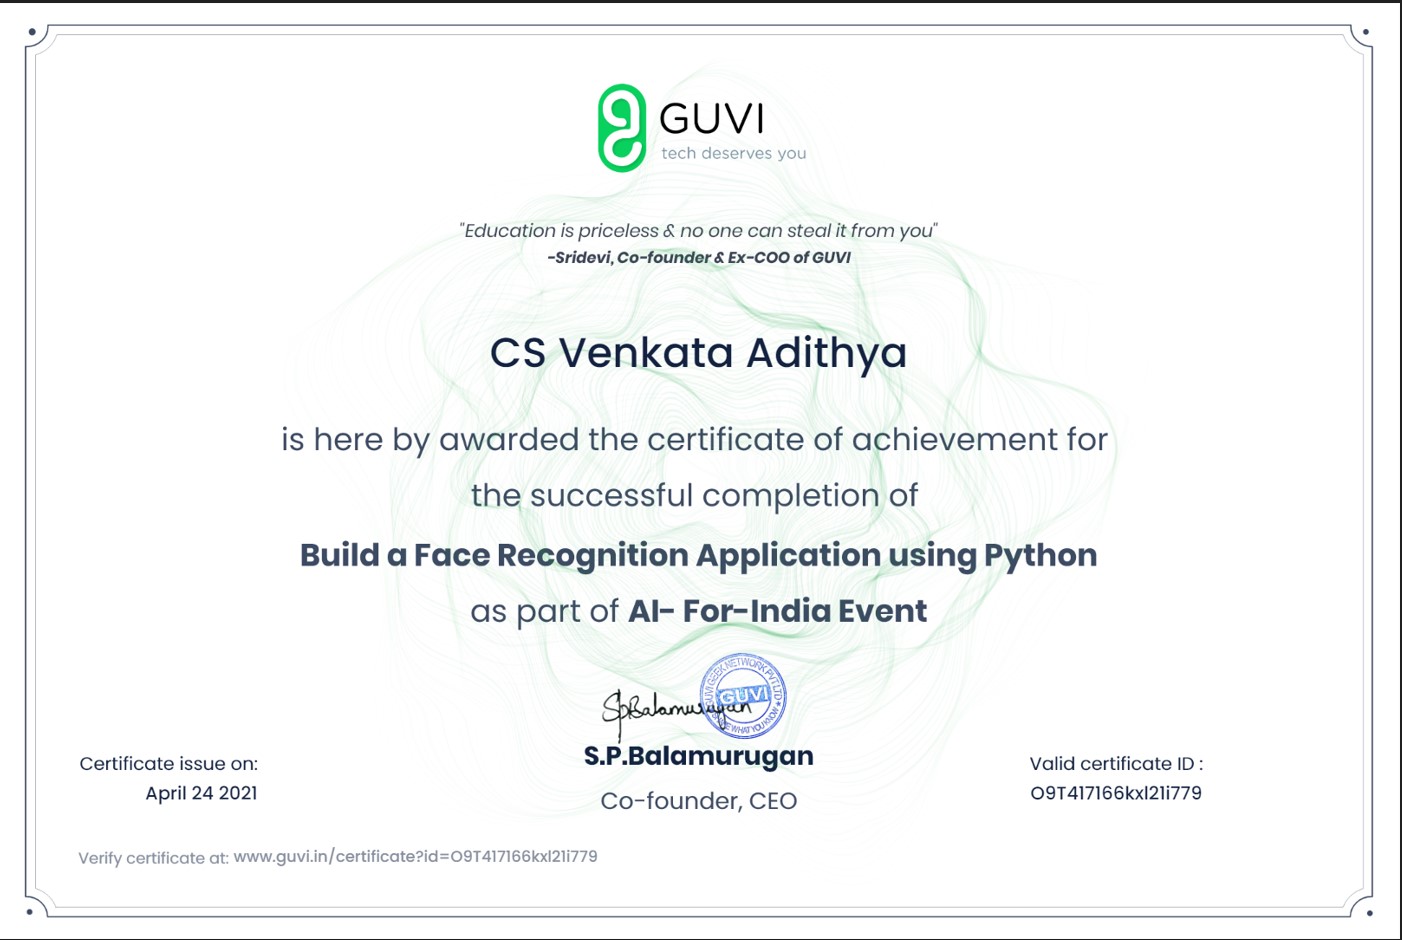 GUVI
tech deserves you
"Education is priceless & no one can steal it from you"
-Sridevi, Co-founder & Ex-COO of GUVI
CS Venkata Adithya
is here by awarded the certificate of achievement for
the successful completion of
Build a Face Recognition Application using Python
as part of AI- For-India Event
GUVI GEEK NETWORK PVT LTD
GUVI
WHAT YOU KNOW
SpBalamurugan
S.P.Balamurugan
Co-founder, CEO
Certificate issue on:
April 24 2021
Valid certificate ID :
O9T417166kxl21i779
Verify certificate at: www.guvi.in/certificate?id=O9T417166kxl21i779